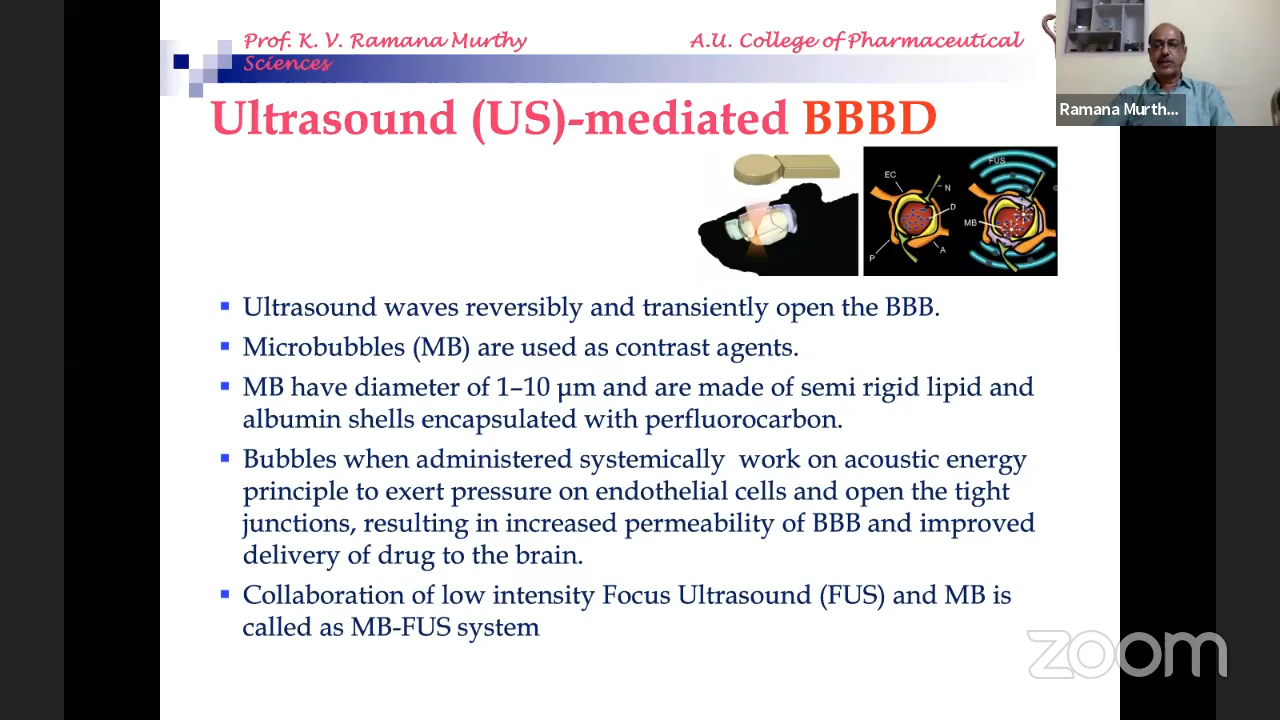 Prof. K. V. Ramana Murthy A.U. College of Pharmaceutical
Sciences
Ramana Murth...
Ultrasound (US)-mediated BBBD
EC
N
D
A
P
FUS
MB
▪ Ultrasound waves reversibly and transiently open the BBB.
▪ Microbubbles (MB) are used as contrast agents.
▪ MB have diameter of 1–10 µm and are made of semi rigid lipid and
albumin shells encapsulated with perfluorocarbon.
▪ Bubbles when administered systemically work on acoustic energy
principle to exert pressure on endothelial cells and open the tight
junctions, resulting in increased permeability of BBB and improved
delivery of drug to the brain.
▪ Collaboration of low intensity Focus Ultrasound (FUS) and MB is
called as MB-FUS system
zoom